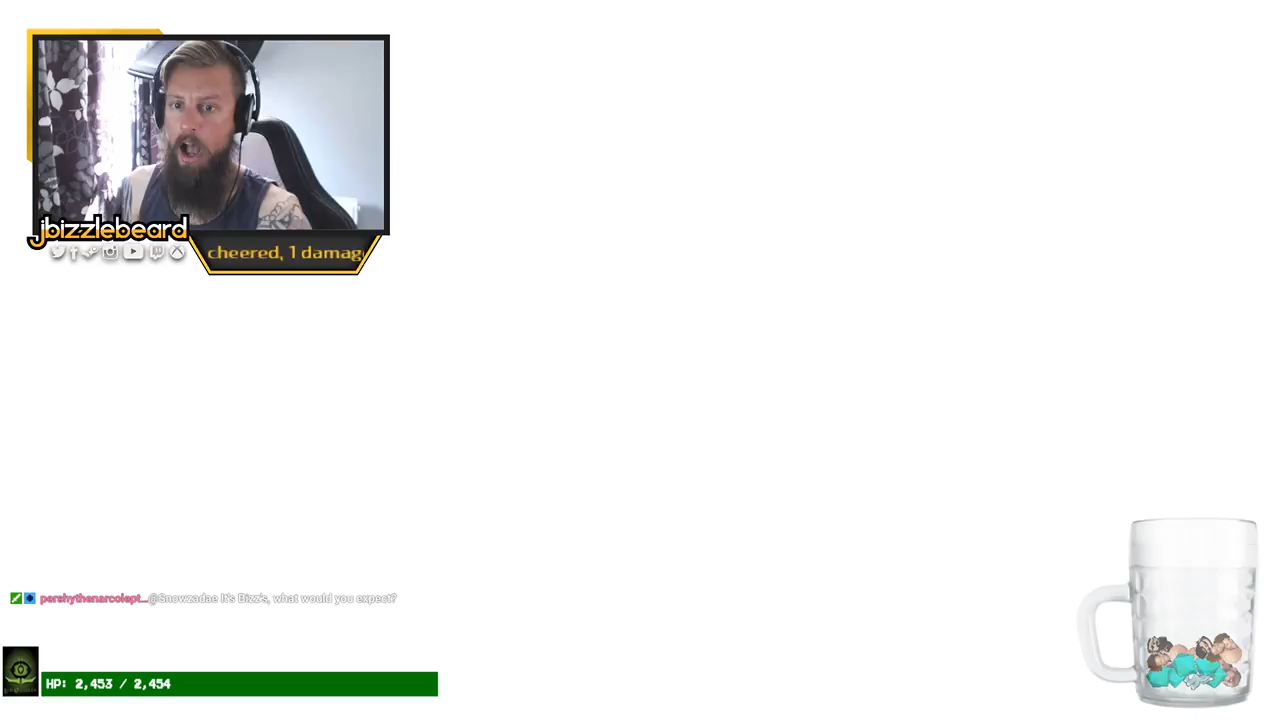 jbizzlebeard
cheered, 1 damag
pershythenarcolept...@Snowzadae It's Bizz's, what would you expect?
HP: 2,453 / 2,454